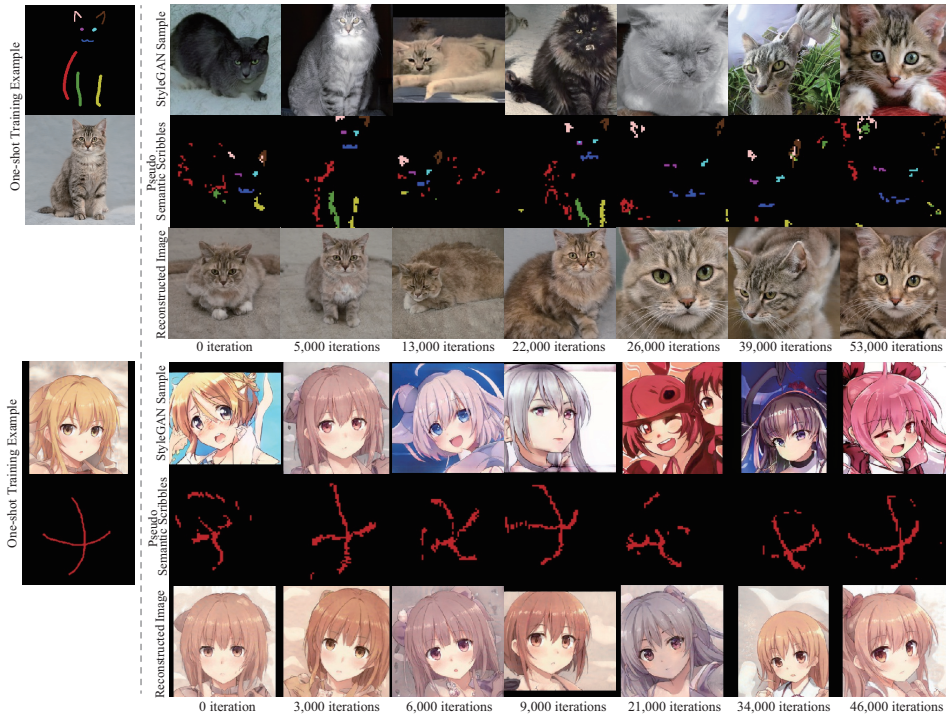 One-shot Training Example
StyleGAN Sample
Pseudo
Semantic Scribbles
Reconstructed Image
0 iteration
5,000 iterations
13,000 iterations
22,000 iterations
26,000 iterations
39,000 iterations
53,000 iterations
One-shot Training Example
StyleGAN Sample
Pseudo
Semantic Scribbles
Reconstructed Image
0 iteration
3,000 iterations
6,000 iterations
9,000 iterations
21,000 iterations
34,000 iterations
46,000 iterations